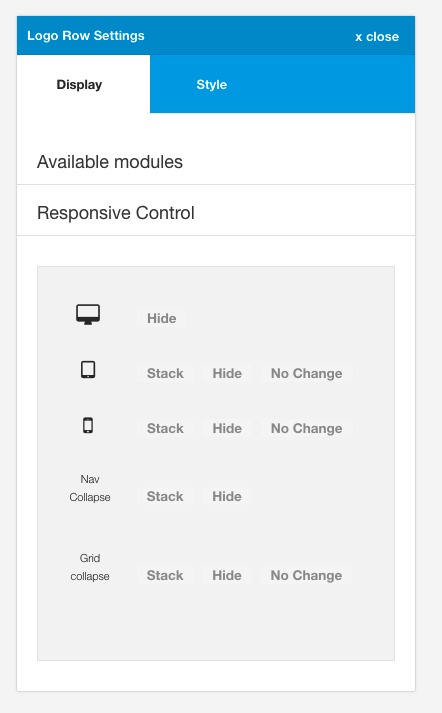 Logo Row Settings x close
Display Style
Available modules
Responsive Control
Hide
Stack Hide No Change
Stack Hide No Change
Nav
Collapse
Stack Hide
Grid
collapse
Stack Hide No Change